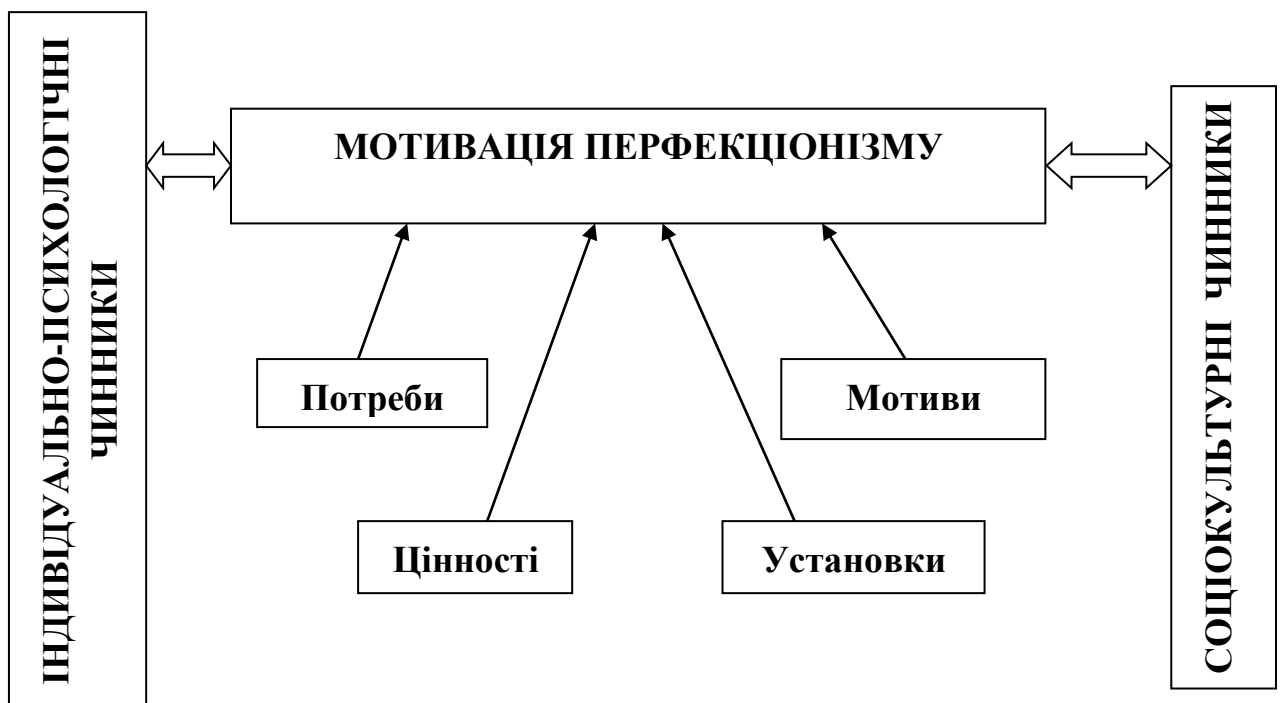 ІНДИВІДУАЛЬНО-ПСИХОЛОГІЧНІ
ЧИННИКИ
МОТИВАЦІЯ ПЕРФЕКЦІОНІЗМУ
Потреби
Мотиви
Цінності
Установки
СОЦІОКУЛЬТУРНІ ЧИННИКИ